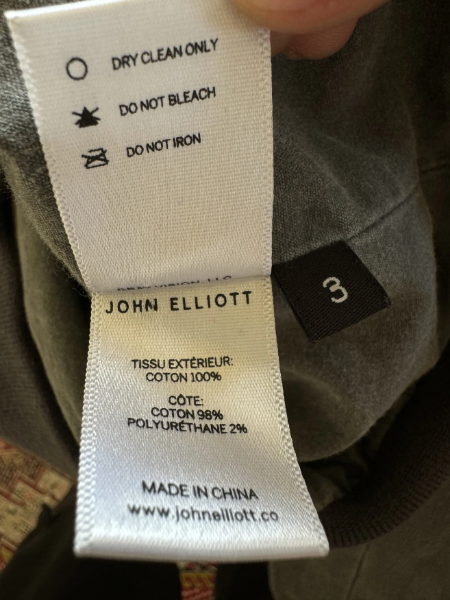 DRY CLEAN ONLY
DO NOT BLEACH
DO NOT IRON
JOHN ELLIOTT
3
TISSU EXTÉRIEUR:
COTON 100%
CÔTE:
COTON 98%
POLYURÉTHANE 2%
MADE IN CHINA
www.johnelliott.co